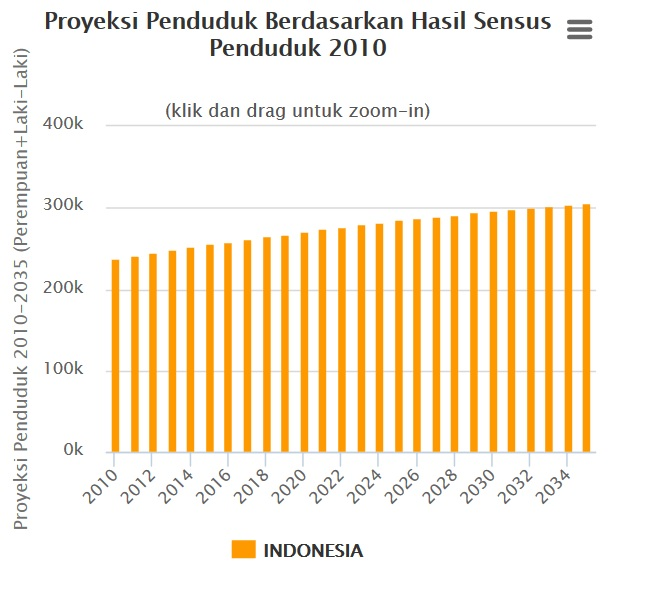 Proyeksi Penduduk Berdasarkan Hasil Sensus
Penduduk 2010
(klik dan drag untuk zoom-in)
Proyeksi Penduduk 2010-2035 (Perempuan+Laki-Laki)
400k
300k
200k
100k
0k
2010
2012
2014
2016
2018
2020
2022
2024
2026
2028
2030
2032
2034
INDONESIA